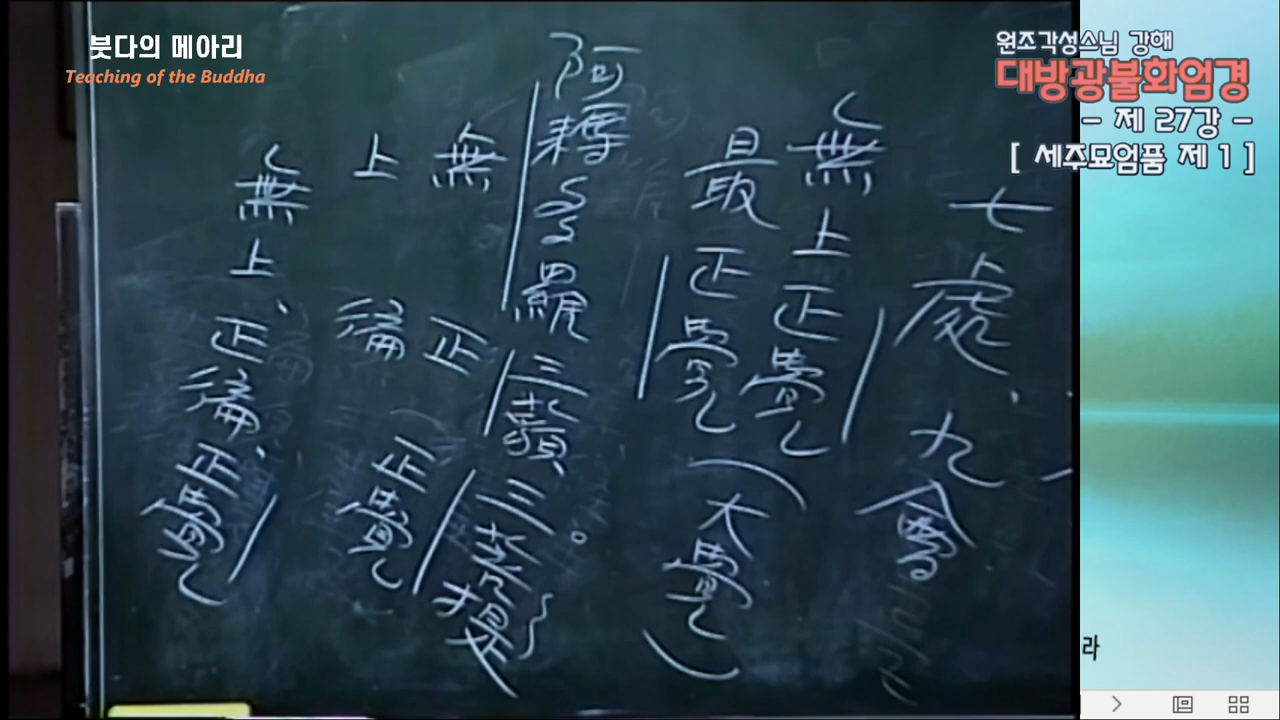 붓다의 메아리
Teaching of the Buddha
원조각성스님 강해
대방광불화엄경
- 제 27강 -
[ 세주묘엄품 제 1 ]
七處、九會
無上正覺
最正覺(大覺)
阿耨多羅三藐、三菩提。
無 正
上 徧 正覺
無上、正徧、正覺
라